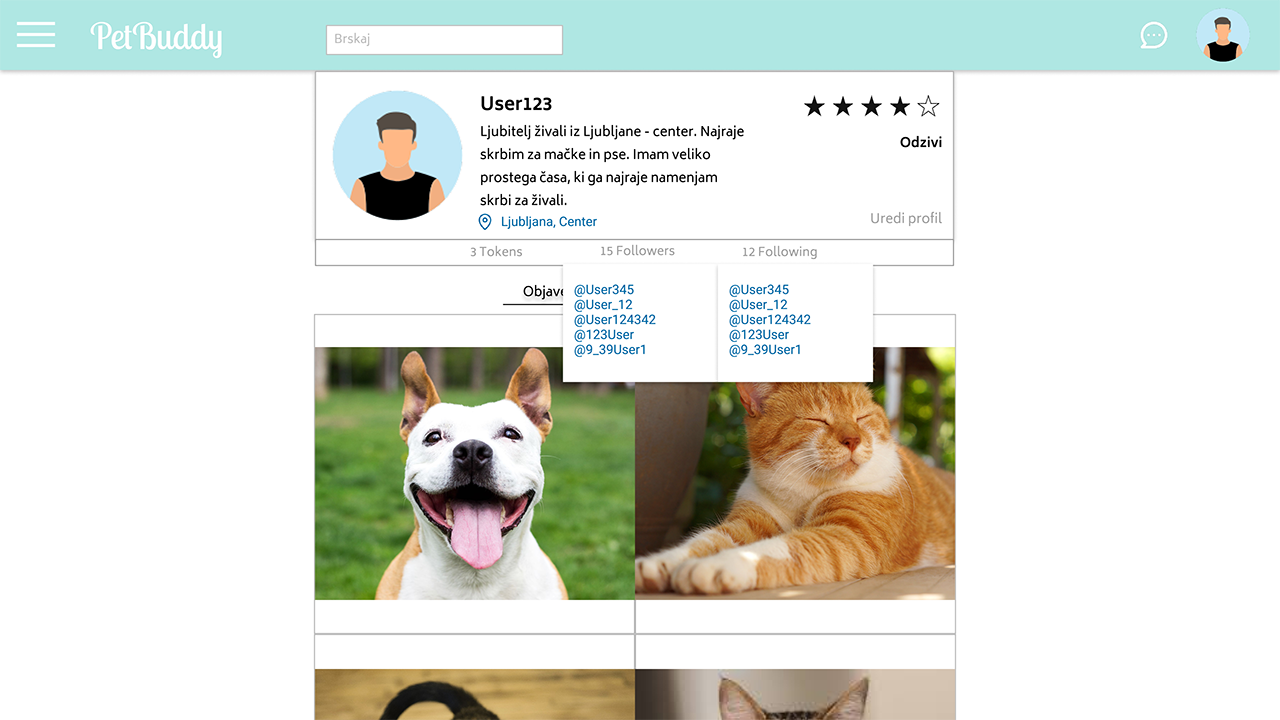 PetBuddy
Brskaj
User123
Ljubitelj živali iz Ljubljane - center. Najraje
skrbim za mačke in pse. Imam veliko
prostega časa, ki ga najraje namenjam
skrbi za živali.
Ljubljana, Center
Odzivi
Uredi profil
3 Tokens
15 Followers
12 Following
Objave
@User345
@User_12
@User124342
@123User
@9_39User1
@User345
@User_12
@User124342
@123User
@9_39User1